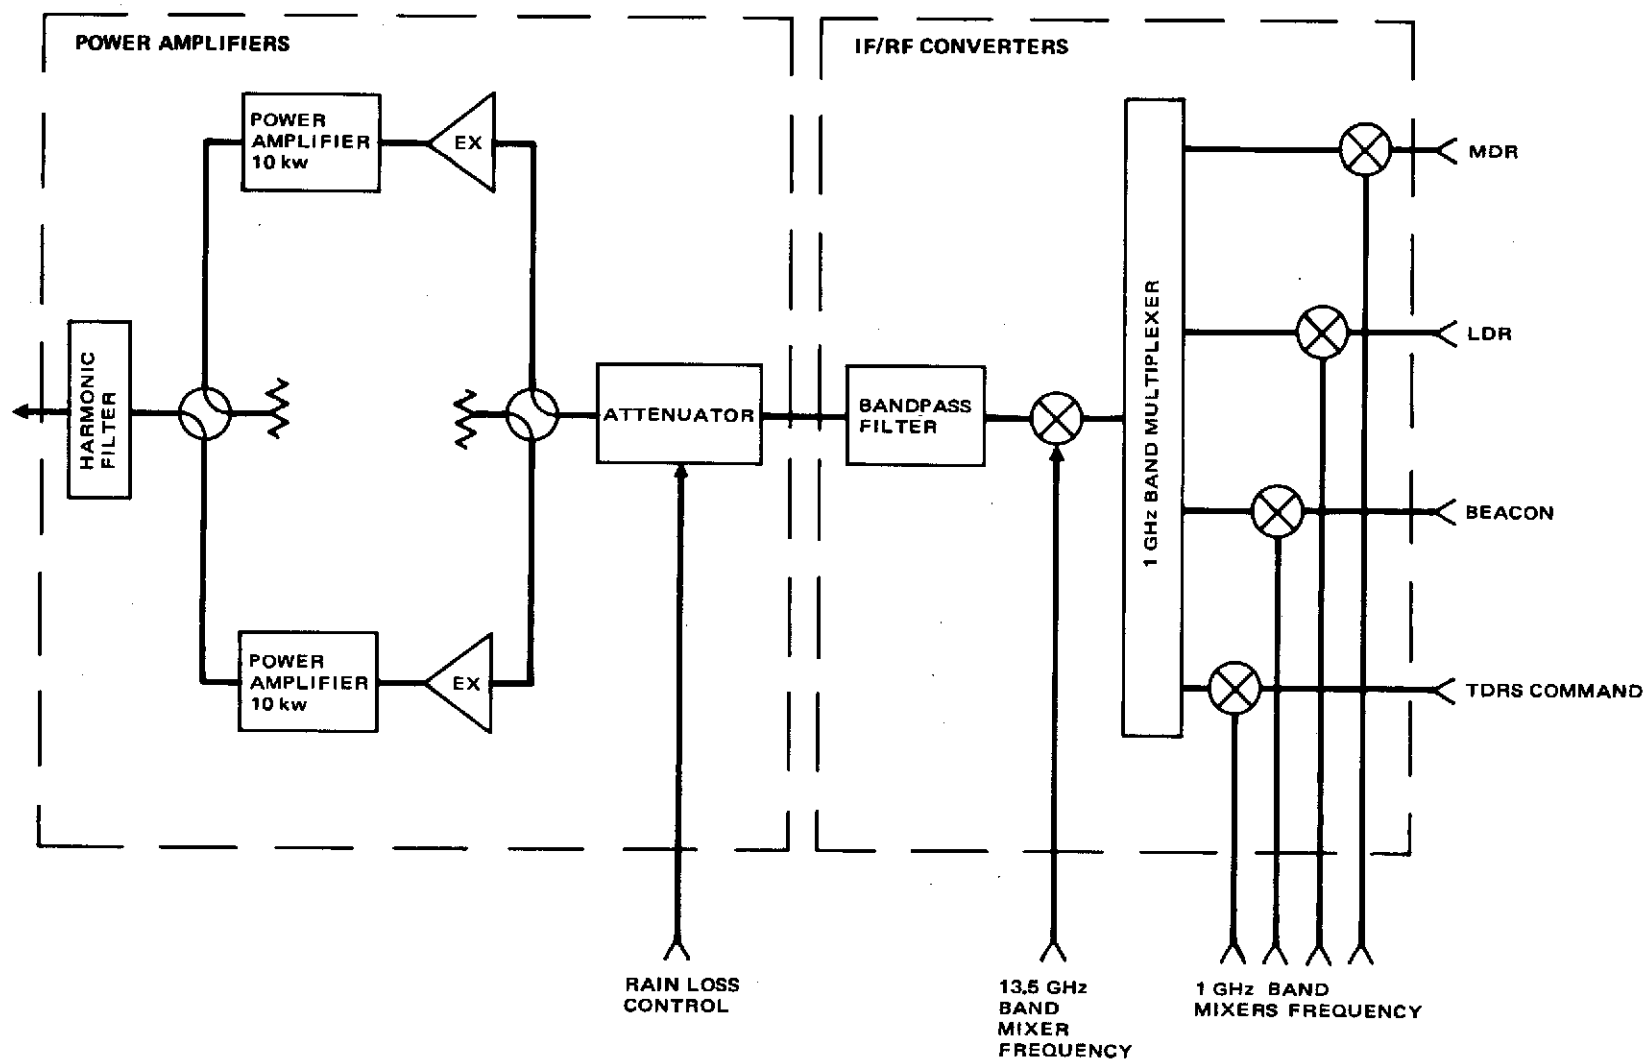 POWER AMPLIFIERS
IF/RF CONVERTERS
POWER
AMPLIFIER
10 kw
EX
MDR
HARMONIC
FILTER
ATTENUATOR
BANDPASS
FILTER
1 GHz BAND MULTIPLEXER
LDR
BEACON
POWER
AMPLIFIER
10 kw
EX
TDRS COMMAND
RAIN LOSS
CONTROL
13.5 GHz
BAND
MIXER
FREQUENCY
1 GHz BAND
MIXERS FREQUENCY